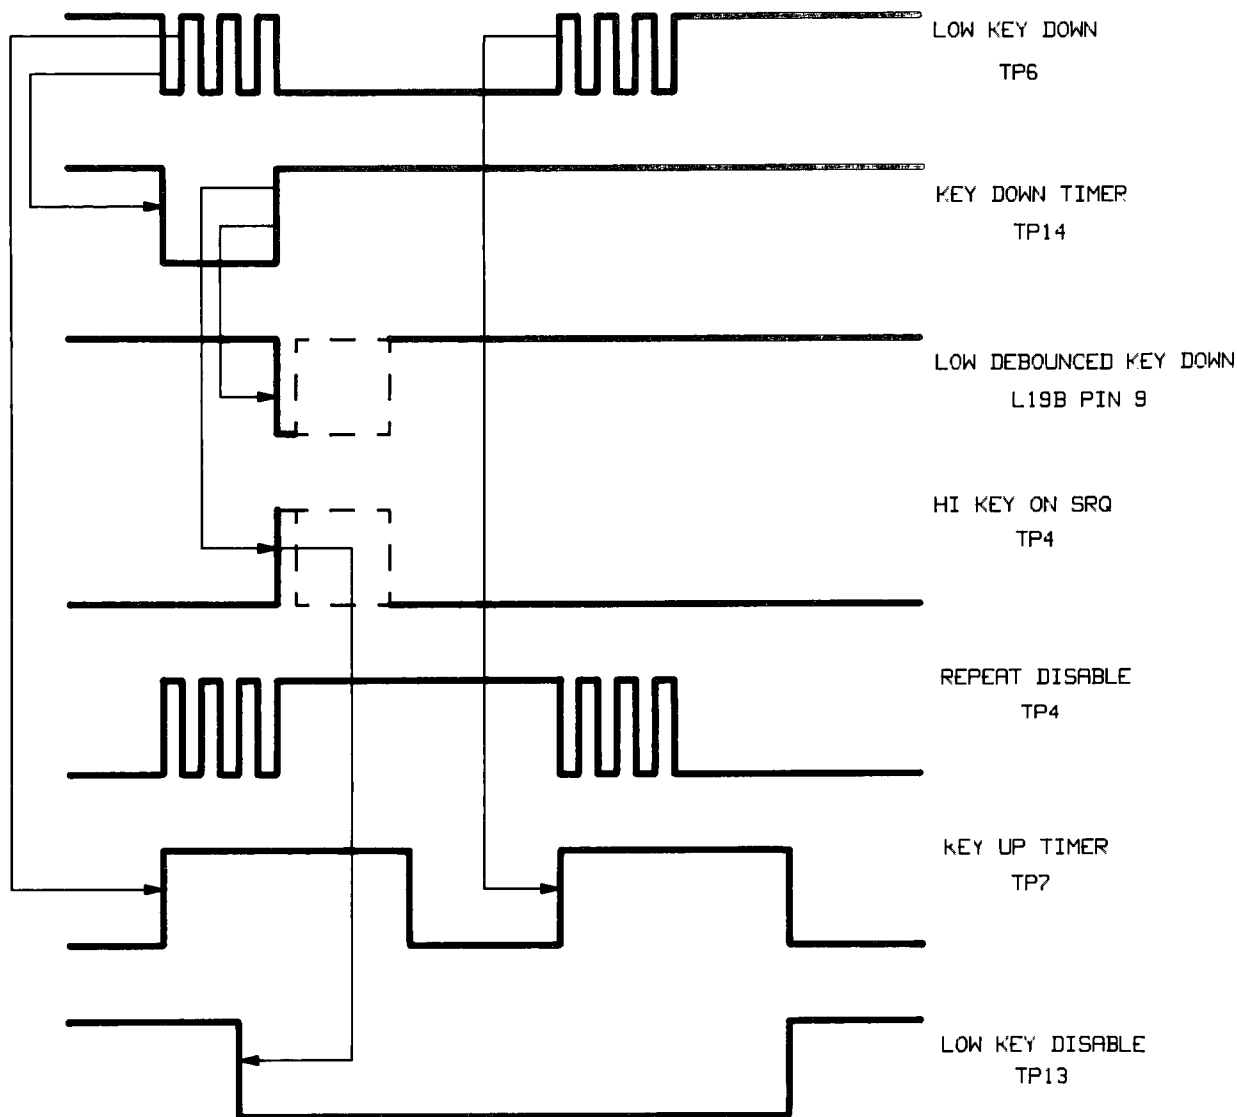 LOW KEY DOWN
TP6
KEY DOWN TIMER
TP14
LOW DEBOUNCED KEY DOWN
L19B PIN 9
HI KEY ON SRQ
TP4
REPEAT DISABLE
TP4
KEY UP TIMER
TP7
LOW KEY DISABLE
TP13